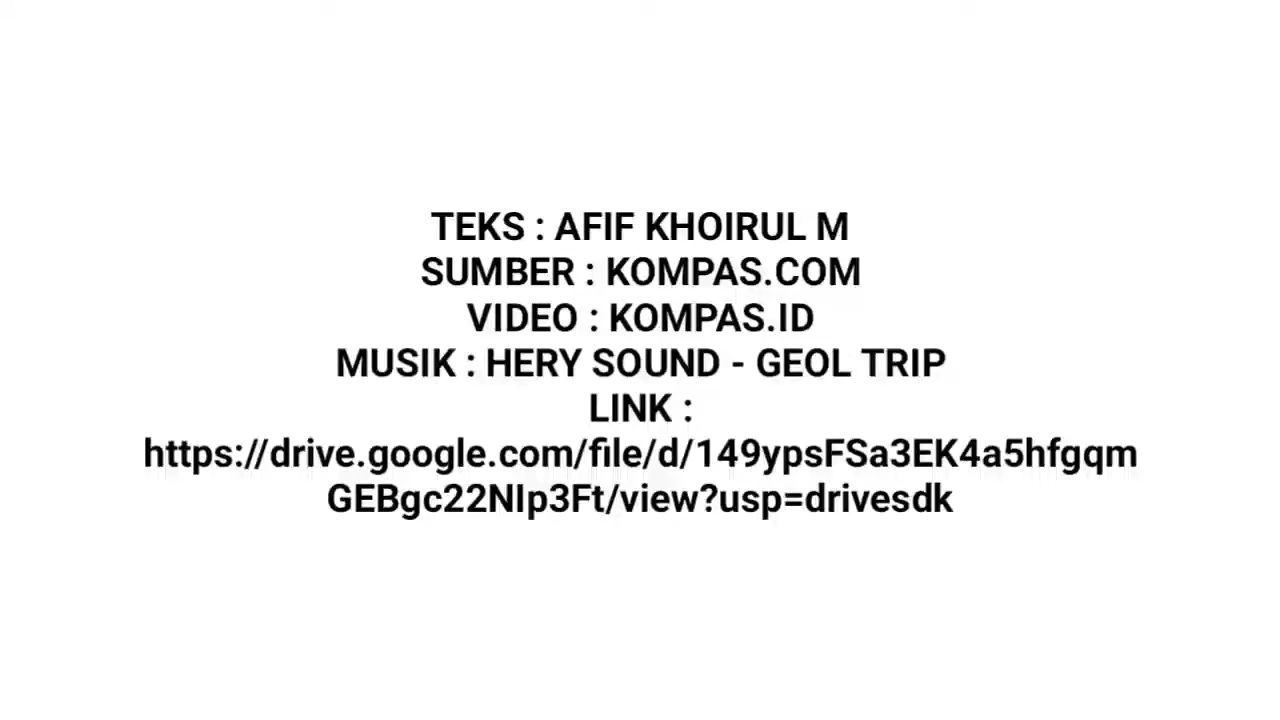 TEKS : AFIF KHOIRUL M
SUMBER : KOMPAS.COM
VIDEO : KOMPAS.ID
MUSIK : HERY SOUND - GEOL TRIP
LINK :
https://drive.google.com/file/d/149ypsFSa3EK4a5hfgqm
GEBgc22NIp3Ft/view?usp=drivesdk